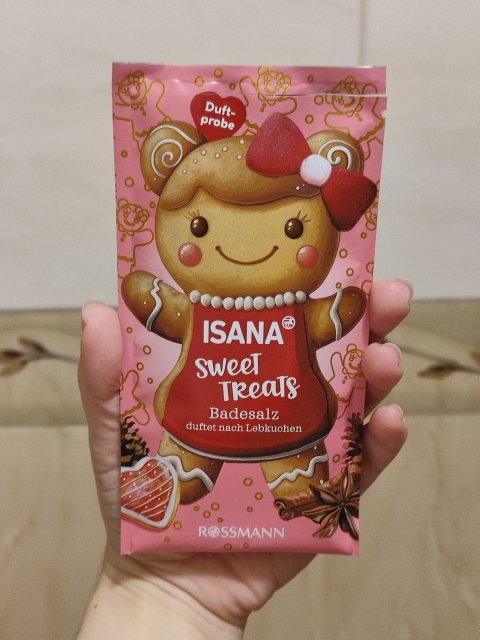 Duft-
probe
ISANA
Sweet
Treats
Badesalz
duftet nach Lebkuchen
ROSSMANN